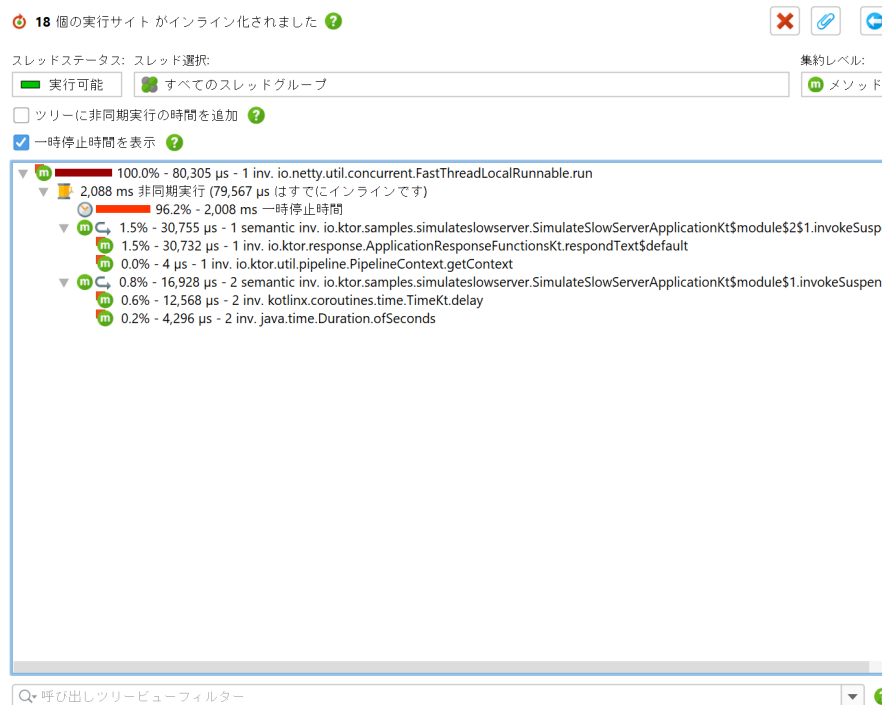 18 個の実行サイト がインライン化されました ?
スレッドステータス: スレッド選択: 集約レベル:
実行可能 すべてのスレッドグループ m メソッド
ツリーに非同期実行の時間を追加 ?
一時停止時間を表示 ?
m 100.0% - 80,305 µs - 1 inv. io.netty.util.concurrent.FastThreadLocalRunnable.run
2,088 ms 非同期実行 (79,567 µs はすでにインラインです)
96.2% - 2,008 ms 一時停止時間
m 1.5% - 30,755 µs - 1 semantic inv. io.ktor.samples.simulateslowserver.SimulateSlowServerApplicationKt$module$2$1.invokeSusp
m 1.5% - 30,732 µs - 1 inv. io.ktor.response.ApplicationResponseFunctionsKt.respondText$default
m 0.0% - 4 µs - 1 inv. io.ktor.util.pipeline.PipelineContext.getContext
m 0.8% - 16,928 µs - 2 semantic inv. io.ktor.samples.simulateslowserver.SimulateSlowServerApplicationKt$module$1.invokeSuspen
m 0.6% - 12,568 µs - 2 inv. kotlinx.coroutines.time.TimeKt.delay
m 0.2% - 4,296 µs - 2 inv. java.time.Duration.ofSeconds
呼び出しツリービューフィルター ?